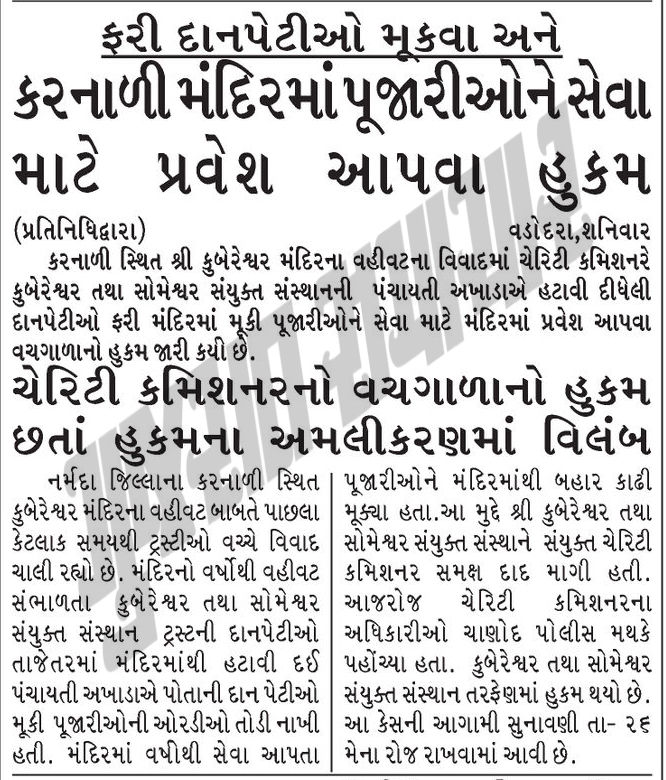 ફરી દાનપેટીઓ મૂકવા અને
કરનાળી મંદિરમાં પૂજારીઓને સેવા
માટે પ્રવેશ આપવા હુકમ
(પ્રતિનિધિદ્વારા) વડોદરા,શનિવાર
કરનાળી સ્થિત શ્રી કુબેરેશ્વર મંદિરના વહીવટના વિવાદમાં ચેરિટી કમિશનરે
કુબેરેશ્વર તથા સોમેશ્વર સંયુક્ત સંસ્થાનની પંચાયતી અખાડાએ હટાવી દીધેલી
દાનપેટીઓ ફરી મંદિરમાં મૂકી પૂજારીઓને સેવા માટે મંદિરમાં પ્રવેશ આપવા
વચગાળાનો હુકમ જારી કયી છે.
ચેરિટી કમિશનરનો વચગાળાનો હુકમ
છતાં હુકમના અમલીકરણમાં વિલંબ
નર્મદા જિલ્લાના કરનાળી સ્થિત
કુબેરેશ્વર મંદિરના વહીવટ બાબતે પાછલા
કેટલાક સમયથી ટ્રસ્ટીઓ વચ્ચે વિવાદ
ચાલી રહ્યો છે. મંદિરનો વર્ષોથી વહીવટ
સંભાળતા કુબેરેશ્વર તથા સોમેશ્વર
સંયુક્ત સંસ્થાન ટ્રસ્ટની દાનપેટીઓ
તાજેતરમાં મંદિરમાંથી હટાવી દઈ
પંચાયતી અખાડાએ પોતાની દાન પેટીઓ
મૂકી પૂજારીઓની ઓરડીઓ તોડી નાખી
હતી. મંદિરમાં વષોથી સેવા આપતા
પૂજારીઓને મંદિરમાંથી બહાર કાઢી
મૂક્યા હતા.આ મુદ્દે શ્રી કુબેરેશ્વર તથા
સોમેશ્વર સંયુક્ત સંસ્થાને સંયુક્ત ચેરિટી
કમિશનર સમક્ષ દાદ માગી હતી.
આજરોજ ચેરિટી કમિશનરના
અધિકારીઓ ચાણોદ પોલીસ મથકે
પહોંચ્યા હતા. કુબેરેશ્વર તથા સોમેશ્વર
સંયુક્ત સંસ્થાન તરફેણમાં હુકમ થયો છે.
આ કેસની આગામી સુનાવણી તા- ૨૬
મેના રોજ રાખવામાં આવી છે.
ગુજરાત સમાચાર